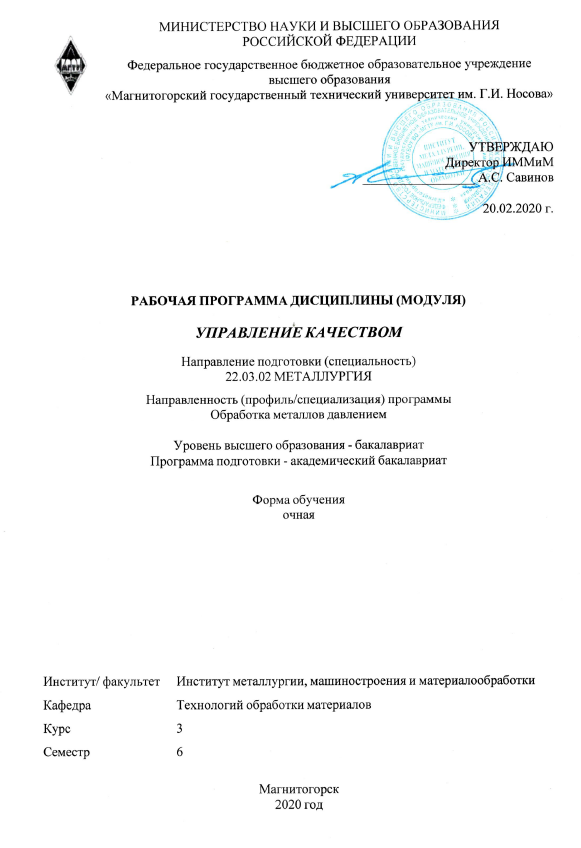 МИНИСТЕРСТВО НАУКИ И ВЫСШЕГО ОБРАЗОВАНИЯ
РОССИЙСКОЙ ФЕДЕРАЦИИ
Федеральное государственное бюджетное образовательное учреждение
высшего образования
«Магнитогорский государственный технический университет им. Г.И. Носова»
УТВЕРЖДАЮ
Директор ИММиМ
А.С. Савинов
20.02.2020 г.
РАБОЧАЯ ПРОГРАММА ДИСЦИПЛИНЫ (МОДУЛЯ)
УПРАВЛЕНИЕ КАЧЕСТВОМ
Направление подготовки (специальность)
22.03.02 МЕТАЛЛУРГИЯ
Направленность (профиль/специализация) программы
Обработка металлов давлением
Уровень высшего образования - бакалавриат
Программа подготовки - академический бакалавриат
Форма обучения
очная
Институт/ факультет Институт металлургии, машиностроения и материалообработки
Кафедра Технологий обработки материалов
Курс 3
Семестр 6
Магнитогорск
2020 год